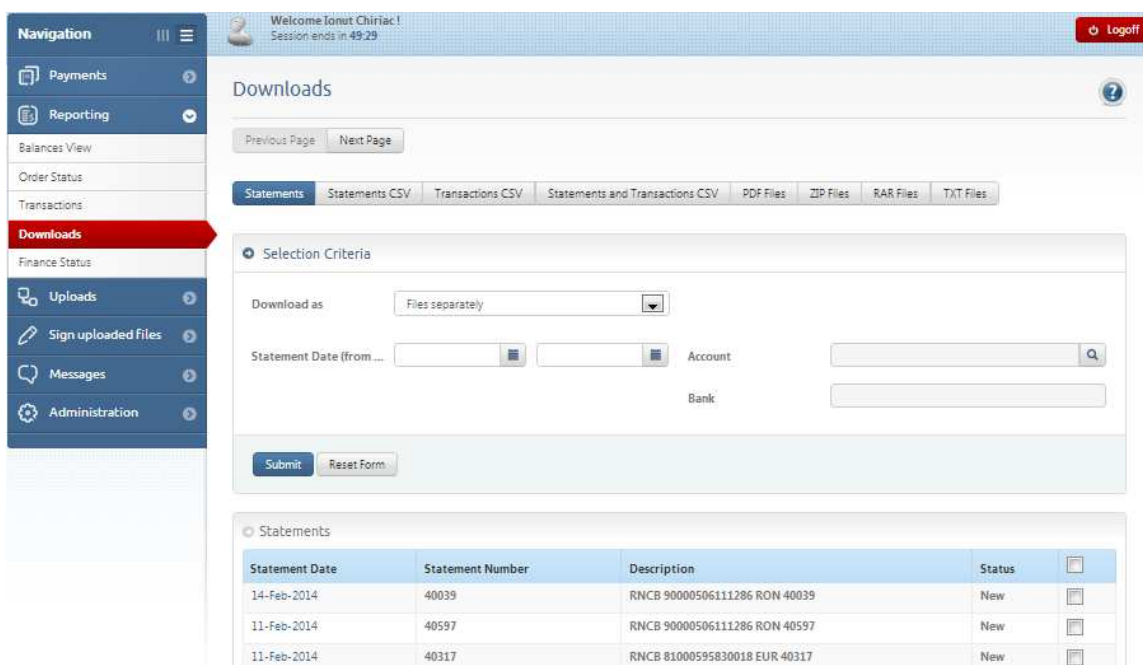 Navigation
Welcome Ionut Chiriac !
Session ends in 49:29
Logoff
Payments
Reporting
Balances View
Order Status
Transactions
Downloads
Finance Status
Uploads
Sign uploaded files
Messages
Administration
Downloads
?
Previous Page Next Page
Statements Statements CSV Transactions CSV Statements and Transactions CSV PDF Files ZIP Files RAR Files TXT Files
Selection Criteria
Download as Files separately
Statement Date (from ... Account
Bank
Submit Reset Form
Statements
Statement Date Statement Number Description Status
14-Feb-2014 40039 RNCB 90000506111286 RON 40039 New
11-Feb-2014 40597 RNCB 90000506111286 RON 40597 New
11-Feb-2014 40317 RNCB 81000595830018 EUR 40317 New